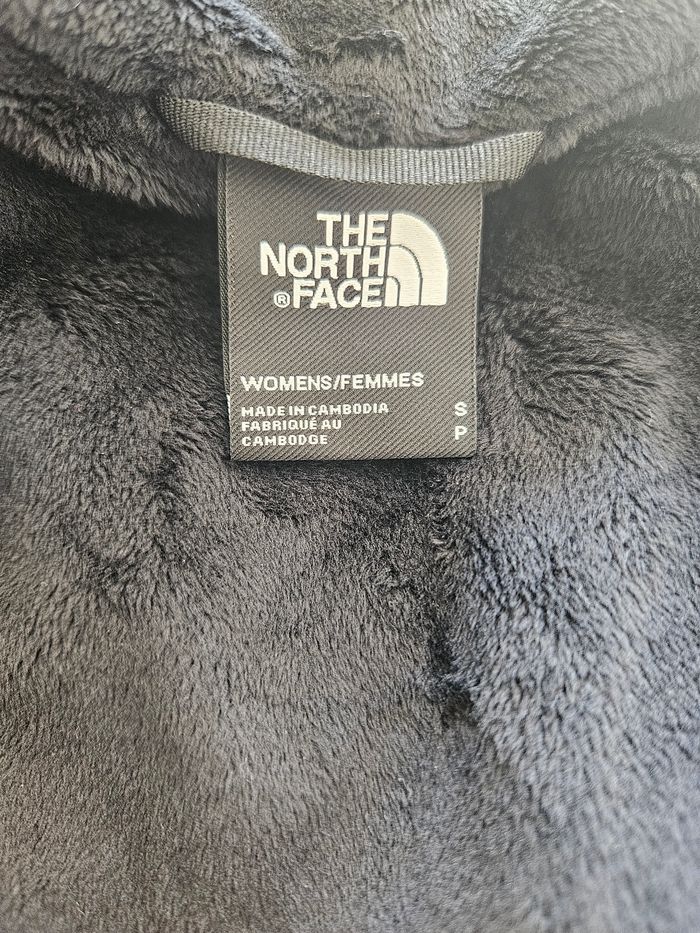 THE
NORTH
®FACE
WOMENS/FEMMES
MADE IN CAMBODIA S
FABRIQUÉ AU P
CAMBODGE